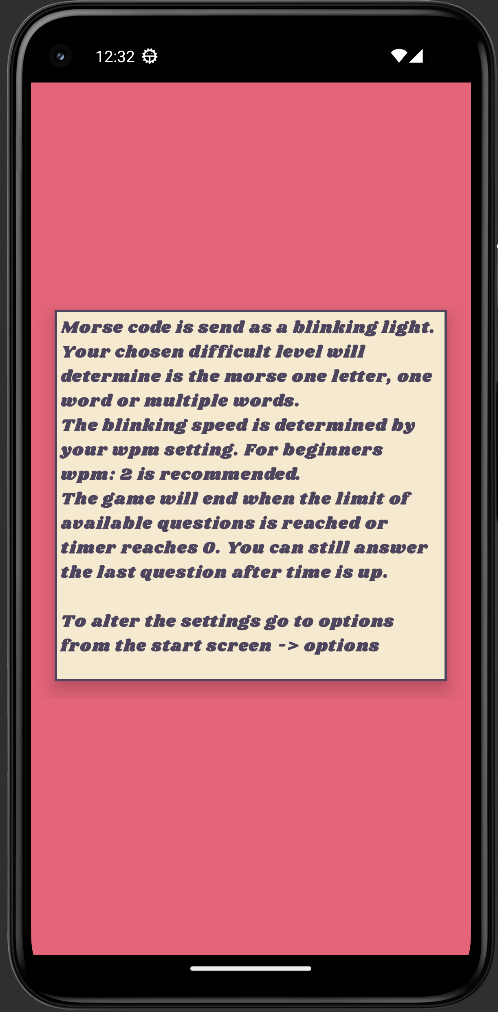 12:32
Morse code is send as a blinking light.
Your chosen difficult level will
determine is the morse one letter, one
word or multiple words.
The blinking speed is determined by
your wpm setting. For beginners
wpm: 2 is recommended.
The game will end when the limit of
available questions is reached or
timer reaches 0. You can still answer
the last question after time is up.
To alter the settings go to options
from the start screen -> options